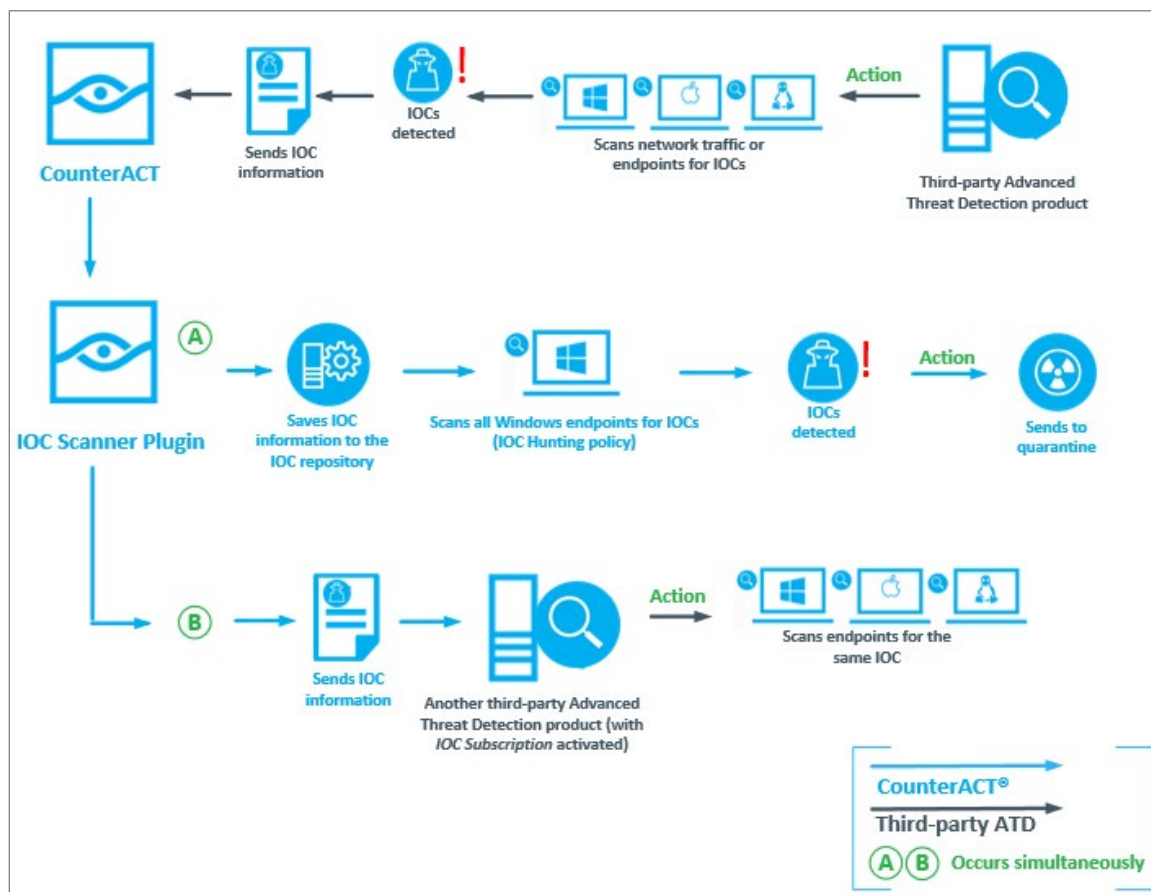 Action
IOCs
detected
Sends IOC
information
Scans network traffic or
endpoints for IOCs
CounterACT
Third-party Advanced
Threat Detection product
A
Action
IOC Scanner Plugin
Saves IOC
information to the
IOC repository
Scans all Windows endpoints for IOCs
(IOC Hunting policy)
IOCs
detected
Sends to
quarantine
B
Action
Sends IOC
information
Another third-party Advanced
Threat Detection product (with
IOC Subscription activated)
Scans endpoints for the
same IOC
CounterACT®
Third-party ATD
A B Occurs simultaneously